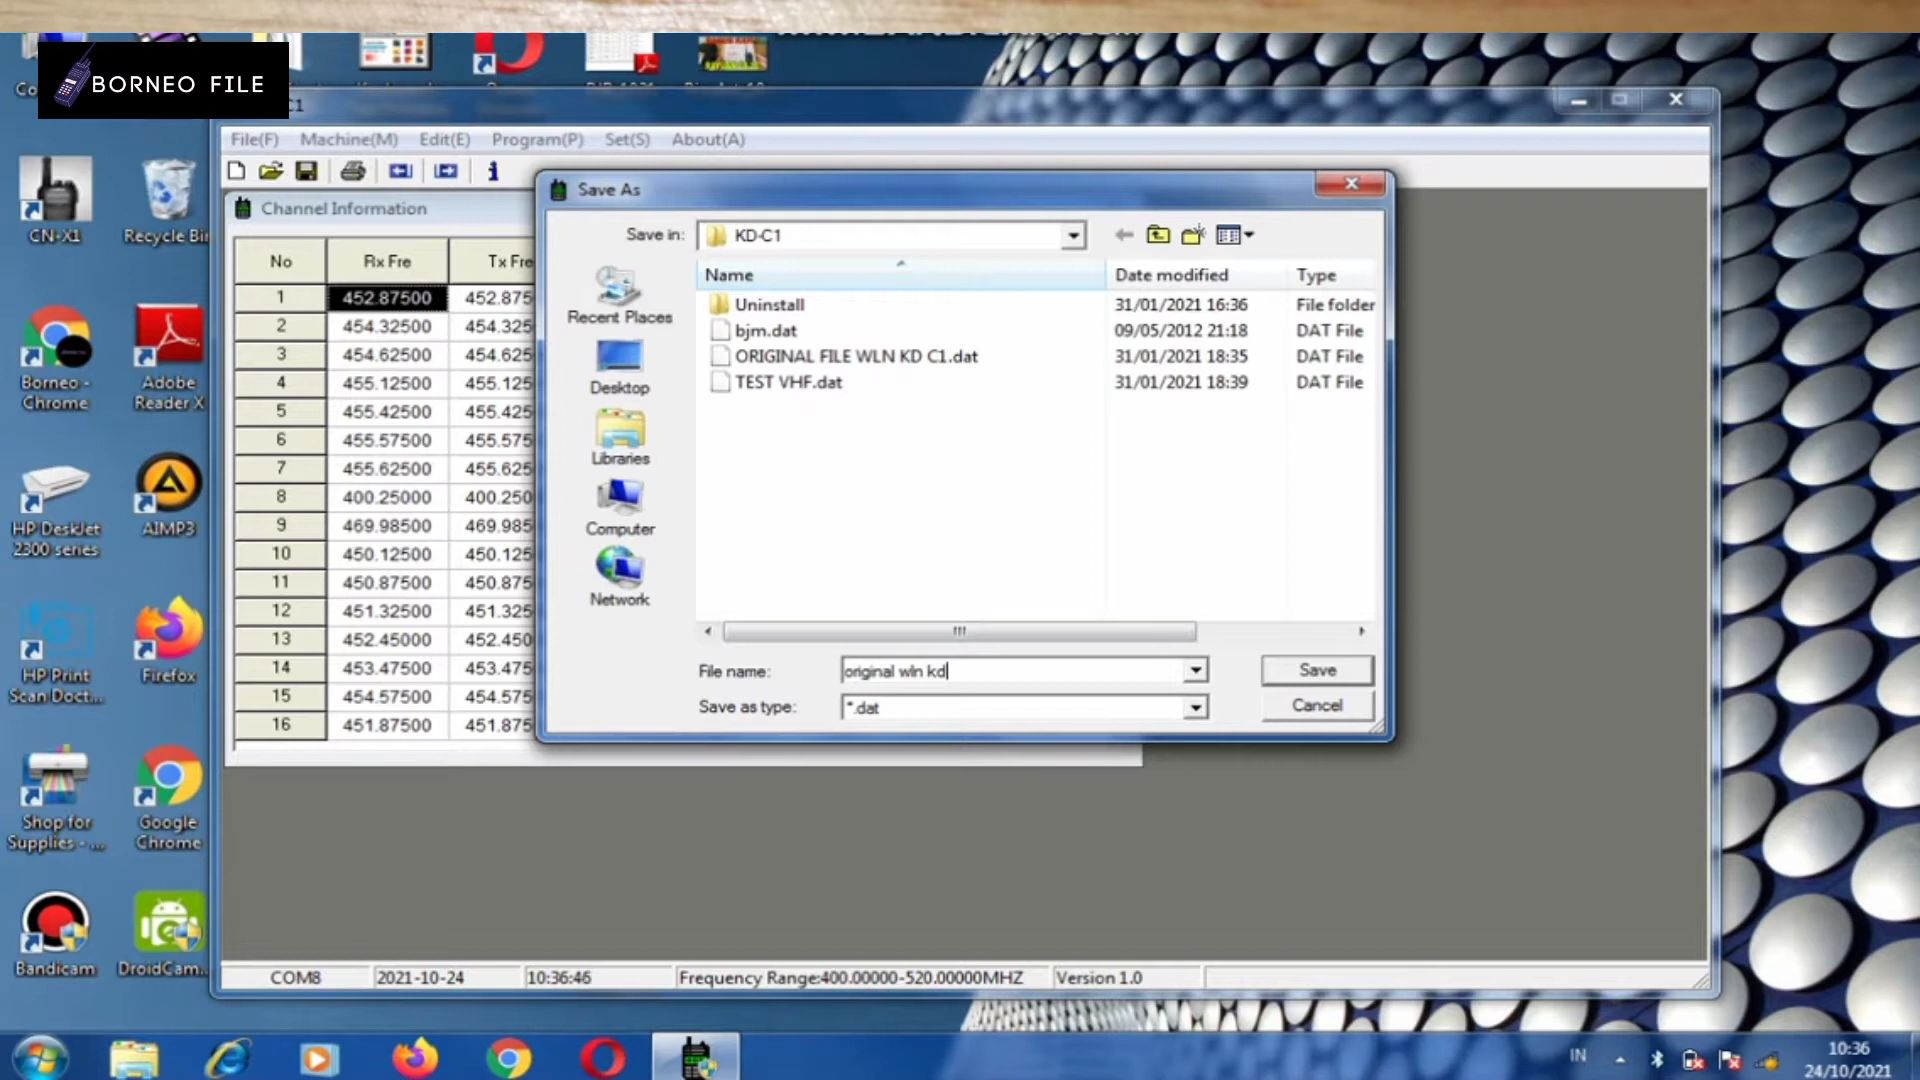 BORNEO FILE
C1
File(F) Machine(M) Edit(E) Program(P) Set(S) About(A)
Channel Information
No Rx Fre Tx Fre
1 452.87500 452.875
2 454.32500 454.325
3 454.62500 454.625
4 455.12500 455.125
5 455.42500 455.425
6 455.57500 455.575
7 455.62500 455.625
8 400.25000 400.250
9 469.98500 469.985
10 450.12500 450.125
11 450.87500 450.875
12 451.32500 451.325
13 452.45000 452.450
14 453.47500 453.475
15 454.57500 454.575
16 451.87500 451.875
Save As
Save in: KD-C1
Name Date modified Type
Uninstall 31/01/2021 16:36 File folder
bjm.dat 09/05/2012 21:18 DAT File
ORIGINAL FILE WLN KD C1.dat 31/01/2021 18:35 DAT File
TEST VHF.dat 31/01/2021 18:39 DAT File
Recent Places
Desktop
Libraries
Computer
Network
File name: original wln kd Save
Save as type: *.dat Cancel
COM8 2021-10-24 10:36:46 Frequency Range:400.00000-520.00000MHZ Version 1.0
CN-X1 Recycle Bin
Borneo -
Chrome
Adobe
Reader X
HP DeskJet
2300 series
AIMP3
HP Print
Scan Doct...
Firefox
Shop for
Supplies - ...
Google
Chrome
Bandicam DroidCam...
IN
10:36
24/10/2021